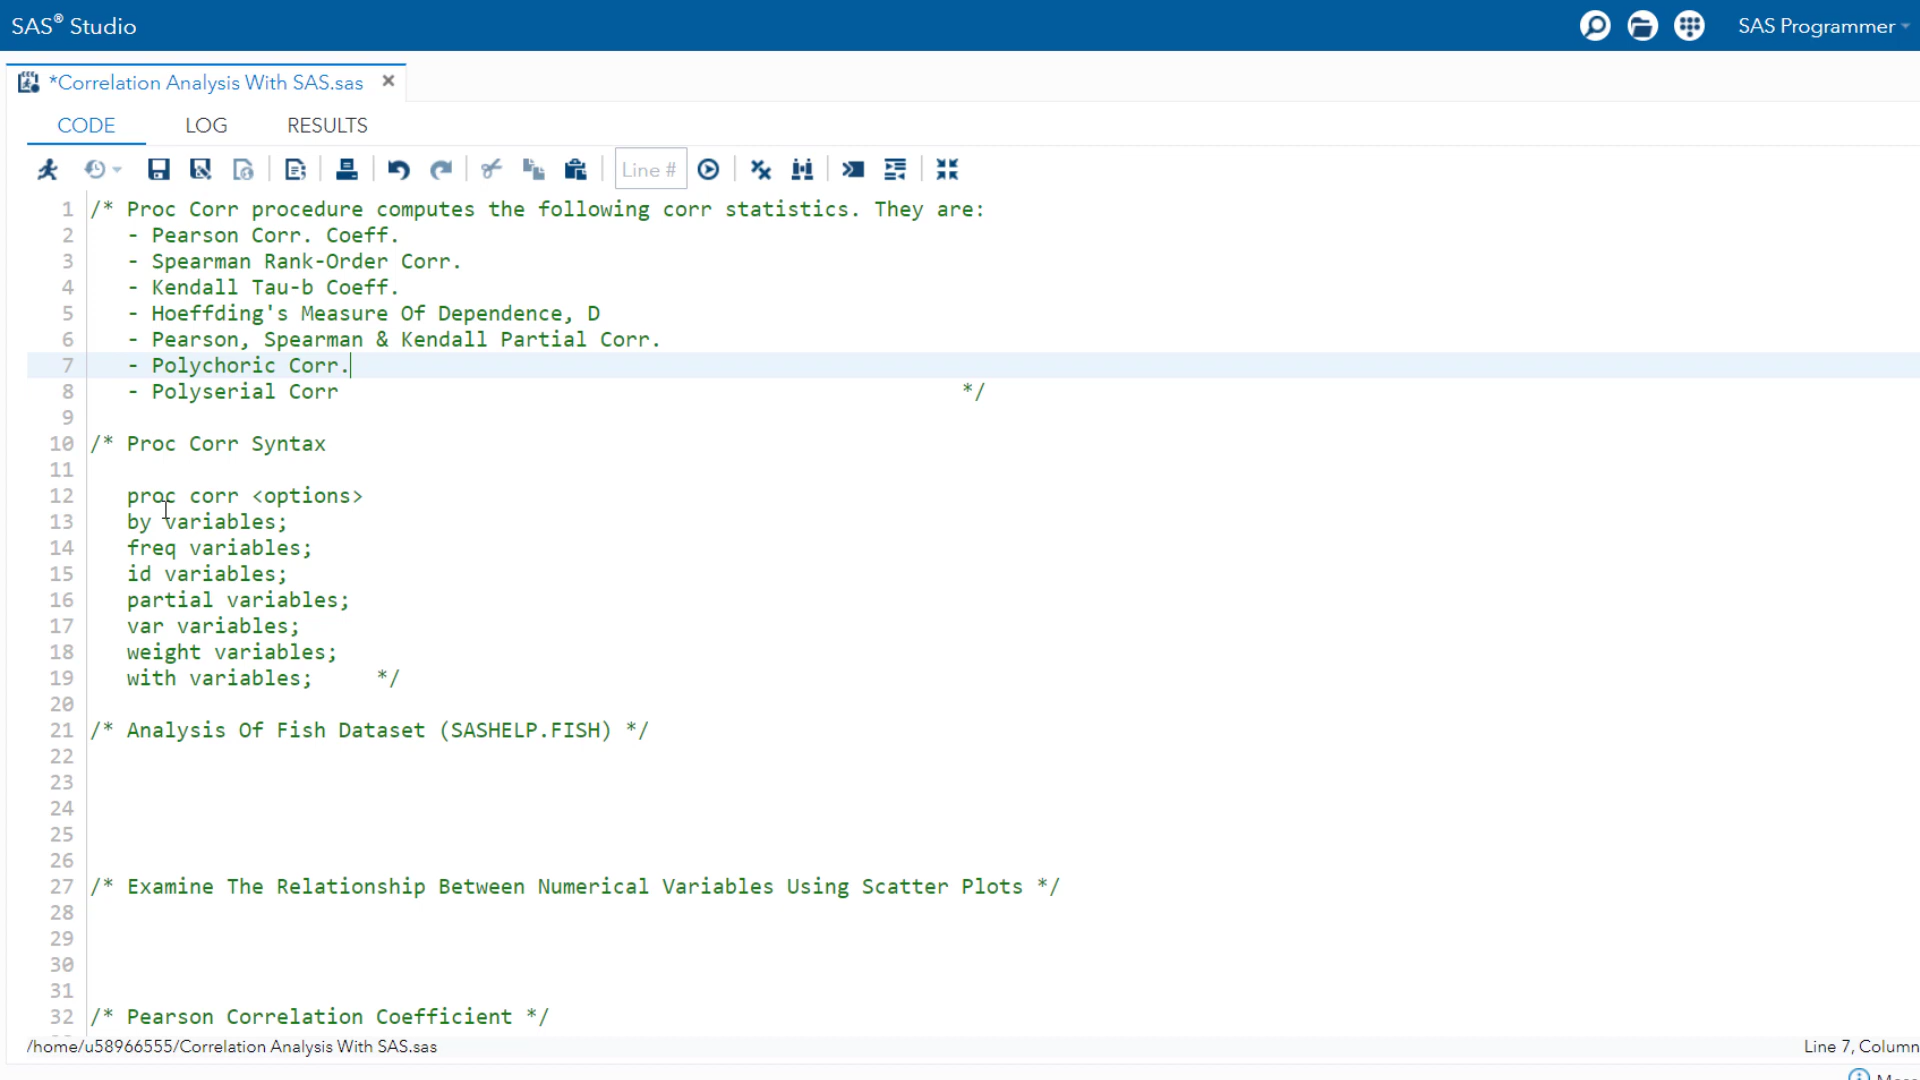 SAS® Studio
SAS Programmer
*Correlation Analysis With SAS.sas
CODE LOG RESULTS
Line #
1 /* Proc Corr procedure computes the following corr statistics. They are:
2 - Pearson Corr. Coeff.
3 - Spearman Rank-Order Corr.
4 - Kendall Tau-b Coeff.
5 - Hoeffding's Measure Of Dependence, D
6 - Pearson, Spearman & Kendall Partial Corr.
7 - Polychoric Corr.
8 - Polyserial Corr */
9
10 /* Proc Corr Syntax
11
12 proc corr <options>
13 by variables;
14 freq variables;
15 id variables;
16 partial variables;
17 var variables;
18 weight variables;
19 with variables; */
20
21 /* Analysis Of Fish Dataset (SASHELP.FISH) */
22
23
24
25
26
27 /* Examine The Relationship Between Numerical Variables Using Scatter Plots */
28
29
30
31
32 /* Pearson Correlation Coefficient */
/home/u58966555/Correlation Analysis With SAS.sas
Line 7, Column